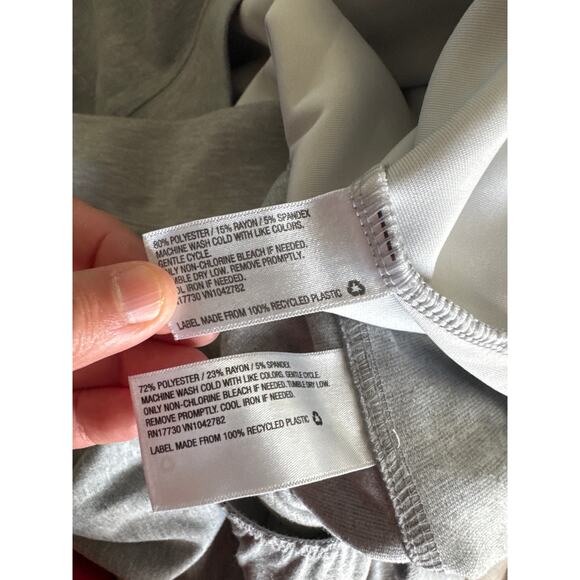 80% POLYESTER / 15% RAYON / 5% SPANDEX
MACHINE WASH COLD WITH LIKE COLORS.
GENTLE CYCLE.
ONLY NON-CHLORINE BLEACH IF NEEDED.
TUMBLE DRY LOW. REMOVE PROMPTLY.
COOL IRON IF NEEDED.
RN17730 VN1042782
LABEL MADE FROM 100% RECYCLED PLASTIC
72% POLYESTER / 23% RAYON / 5% SPANDEX
MACHINE WASH COLD WITH LIKE COLORS. GENTLE CYCLE.
ONLY NON-CHLORINE BLEACH IF NEEDED. TUMBLE DRY LOW.
REMOVE PROMPTLY. COOL IRON IF NEEDED.
RN17730 VN1042782
LABEL MADE FROM 100% RECYCLED PLASTIC